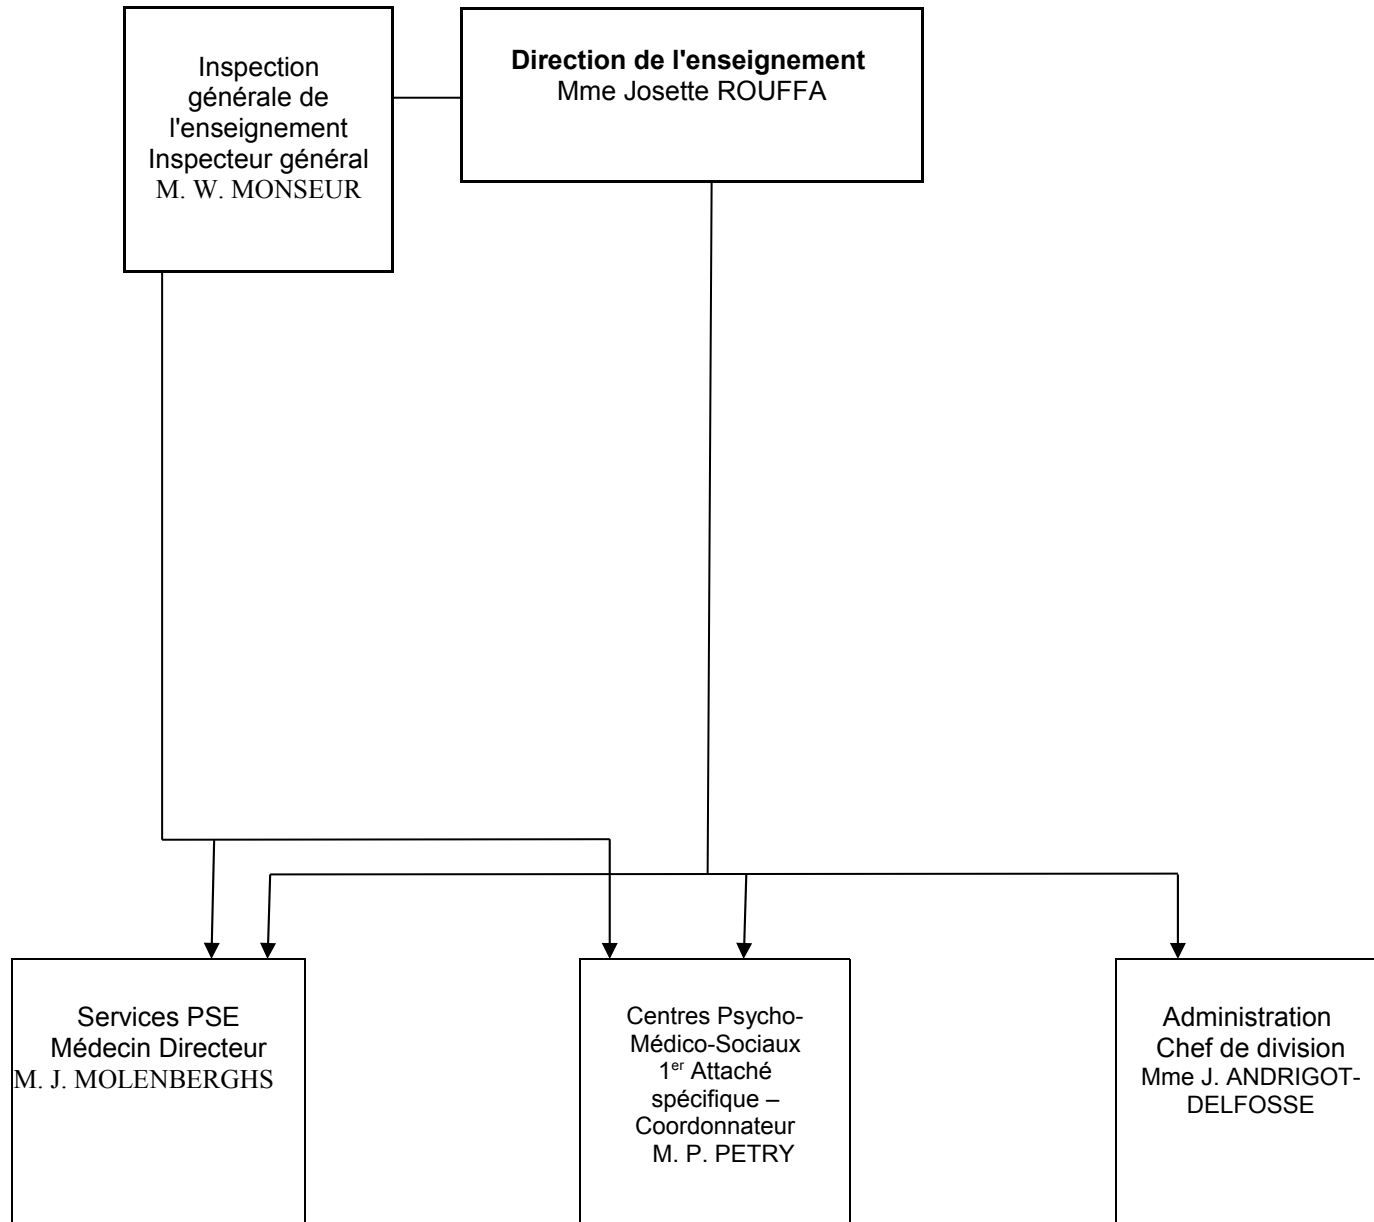 Inspection
générale de
l'enseignement
Inspecteur général
M. W. MONSEUR
Direction de l'enseignement
Mme Josette ROUFFA
Services PSE
Médecin Directeur
M. J. MOLENBERGHS
Centres Psycho-
Médico-Sociaux
1er Attaché
spécifique –
Coordonnateur
M. P. PETRY
Administration
Chef de division
Mme J. ANDRIGOT-
DELFOSSE